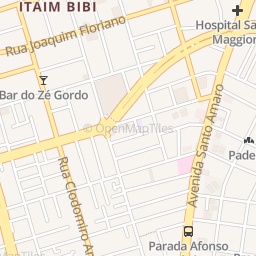 ITAIM BIBI
Rua Joaquim Floriano
Hospital Sa
Maggior
Bar do Zé Gordo
© OpenMapTiles
Avenida Santo Amaro
Pade
Rua Clodomiro Am
Parada Afonso